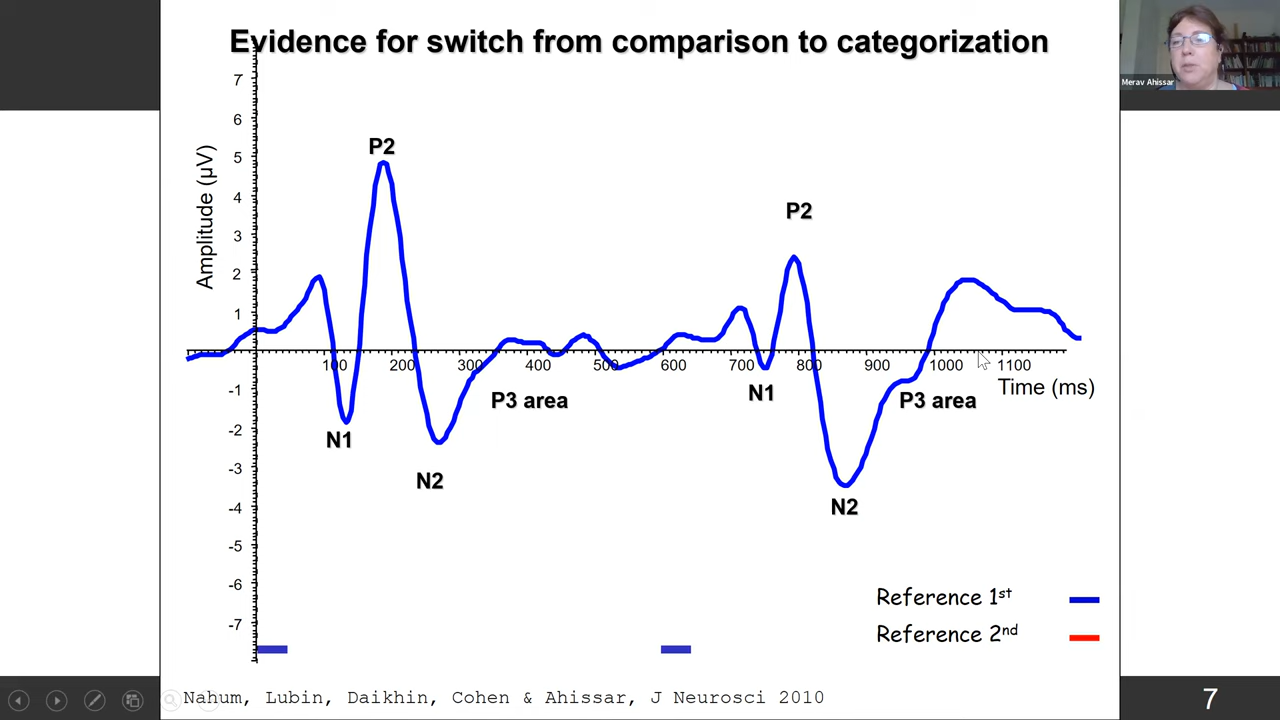 Evidence for switch from comparison to categorization
Merav Ahissar
Amplitude (µV)
7
6
5
4
3
2
1
-1
-2
-3
-4
-5
-6
-7
100 200 300 400 500 600 700 800 900 1000 1100
Time (ms)
P2
N1
N2
P3 area
P2
N1
N2
P3 area
Reference 1st
Reference 2nd
Nahum, Lubin, Daikhin, Cohen & Ahissar, J Neurosci 2010
7